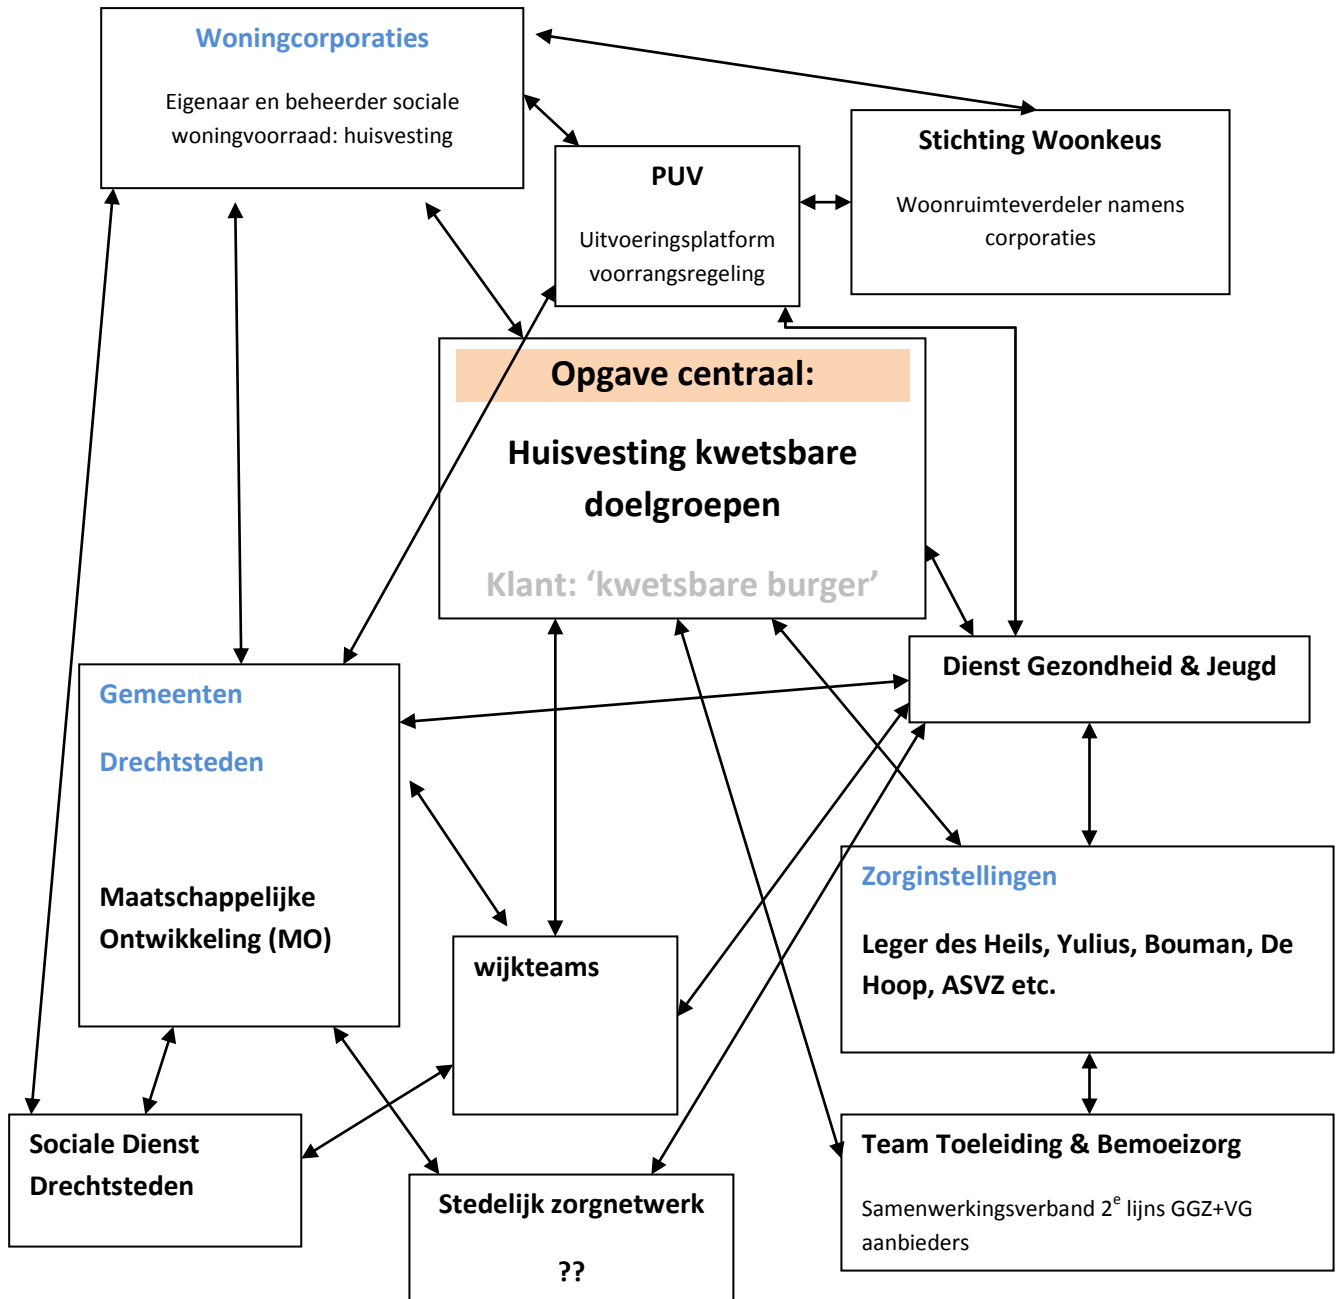 Woningcorporaties
Eigenaar en beheerder sociale
woningvoorraad: huisvesting
Stichting Woonkeus
Woonruimteverdeler namens
corporaties
PUV
Uitvoeringsplatform
voorrangsregeling
Opgave centraal:
Huisvesting kwetsbare
doelgroepen
Klant: ‘kwetsbare burger’
Dienst Gezondheid & Jeugd
Gemeenten
Drechtsteden
Maatschappelijke
Ontwikkeling (MO)
Zorginstellingen
Leger des Heils, Yulius, Bouman, De
Hoop, ASVZ etc.
wijkteams
Sociale Dienst
Drechtsteden
Stedelijk zorgnetwerk
??
Team Toeleiding & Bemoeizorg
Samenwerkingsverband 2e lijns GGZ+VG
aanbieders